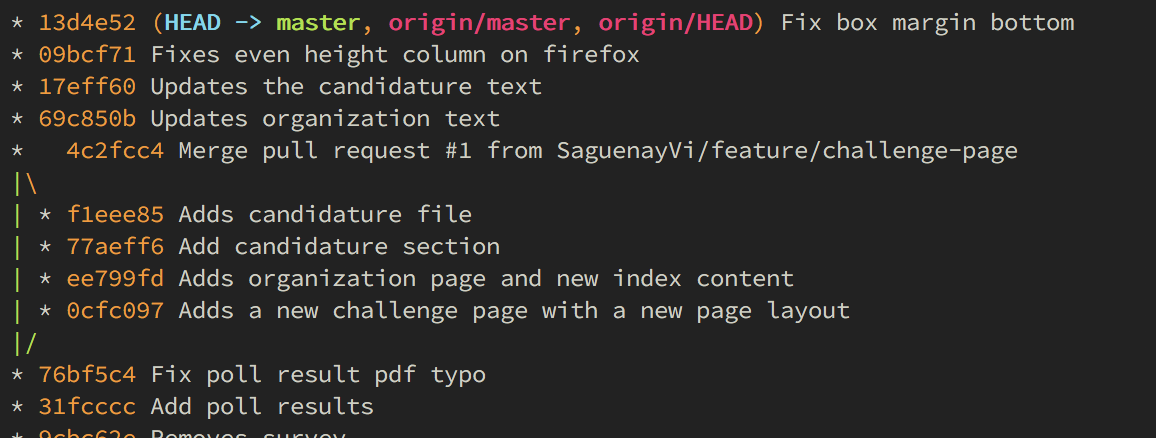 * 13d4e52 (HEAD -> master, origin/master, origin/HEAD) Fix box margin bottom
* 09bcf71 Fixes even height column on firefox
* 17eff60 Updates the candidature text
* 69c850b Updates organization text
*   4c2fcc4 Merge pull request #1 from SaguenayVi/feature/challenge-page
|\
| * f1eee85 Adds candidature file
| * 77aeff6 Add candidature section
| * ee799fd Adds organization page and new index content
| * 0cfc097 Adds a new challenge page with a new page layout
|/
* 76bf5c4 Fix poll result pdf typo
* 31fcccc Add poll results
* 9cbc62e Removes survey